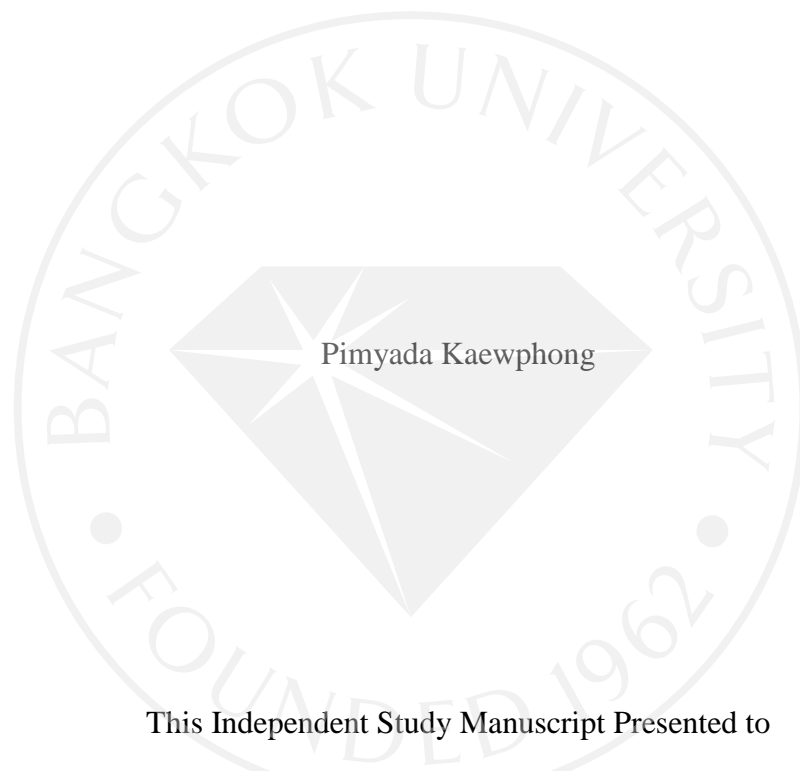 BANGKOK UNIVERSITY
Pimyada Kaewphong
• FOUNDED 1962 •
This Independent Study Manuscript Presented to